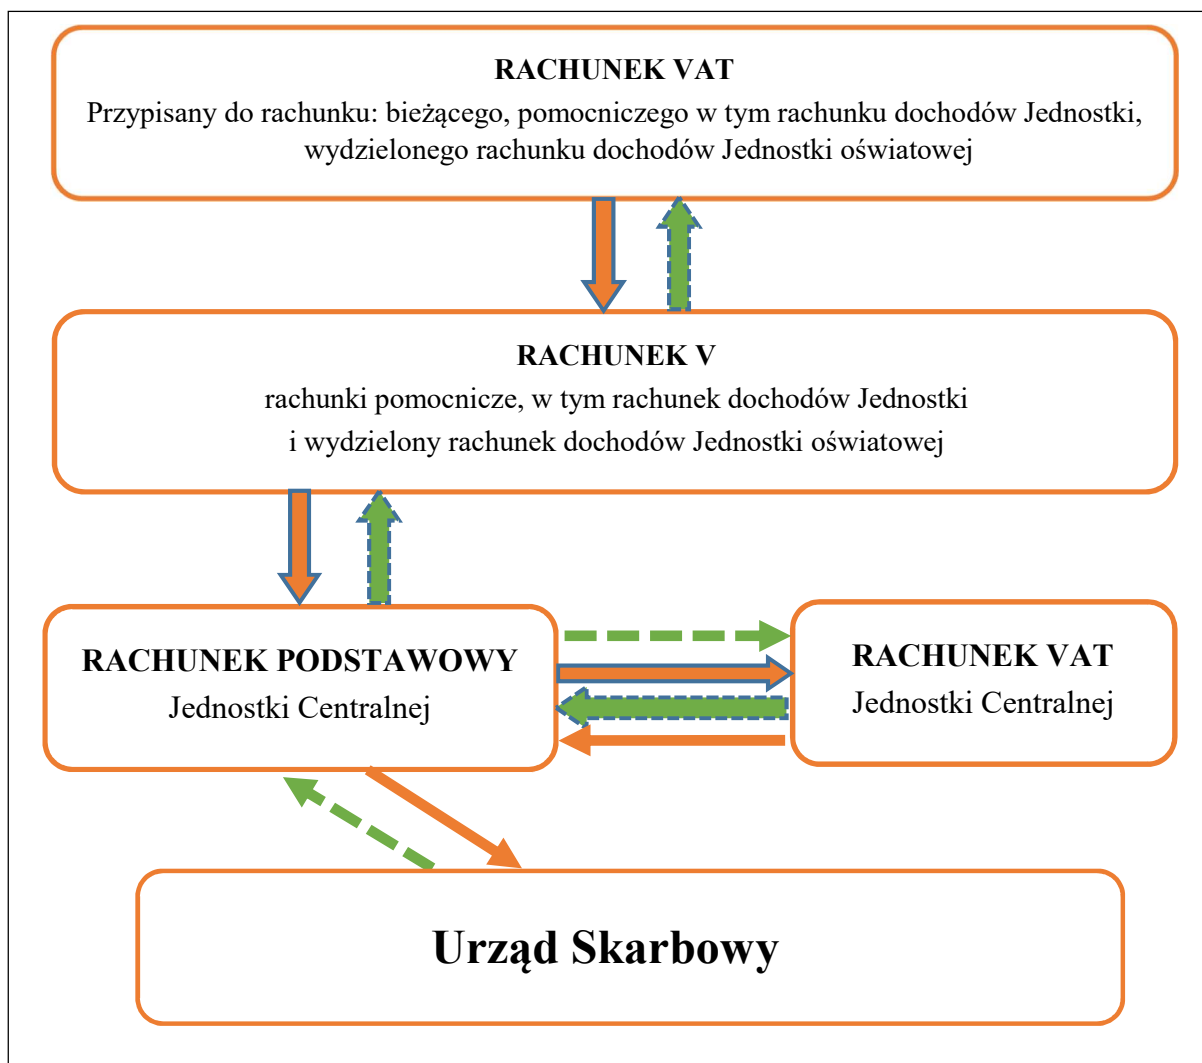 RACHUNEK VAT
Przypisany do rachunku: bieżącego, pomocniczego w tym rachunku dochodów Jednostki,
wydzielonego rachunku dochodów Jednostki oświatowej
RACHUNEK V
rachunki pomocnicze, w tym rachunek dochodów Jednostki
i wydzielony rachunek dochodów Jednostki oświatowej
RACHUNEK PODSTAWOWY
Jednostki Centralnej
RACHUNEK VAT
Jednostki Centralnej
Urząd Skarbowy